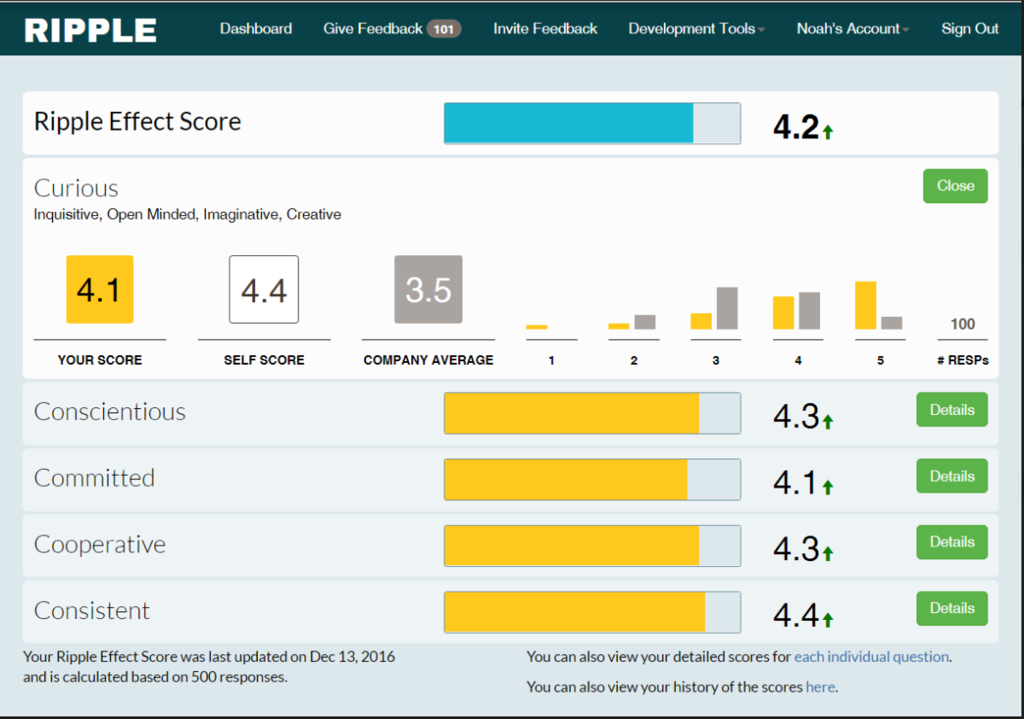 RIPPLE Dashboard Give Feedback 101 Invite Feedback Development Tools Noah's Account Sign Out
Ripple Effect Score 4.2
Curious Close
Inquisitive, Open Minded, Imaginative, Creative
4.1 4.4 3.5
100
YOUR SCORE SELF SCORE COMPANY AVERAGE 1 2 3 4 5 # RESPs
Conscientious 4.3 Details
Committed 4.1 Details
Cooperative 4.3 Details
Consistent 4.4 Details
Your Ripple Effect Score was last updated on Dec 13, 2016
and is calculated based on 500 responses.
You can also view your detailed scores for each individual question.
You can also view your history of the scores here.